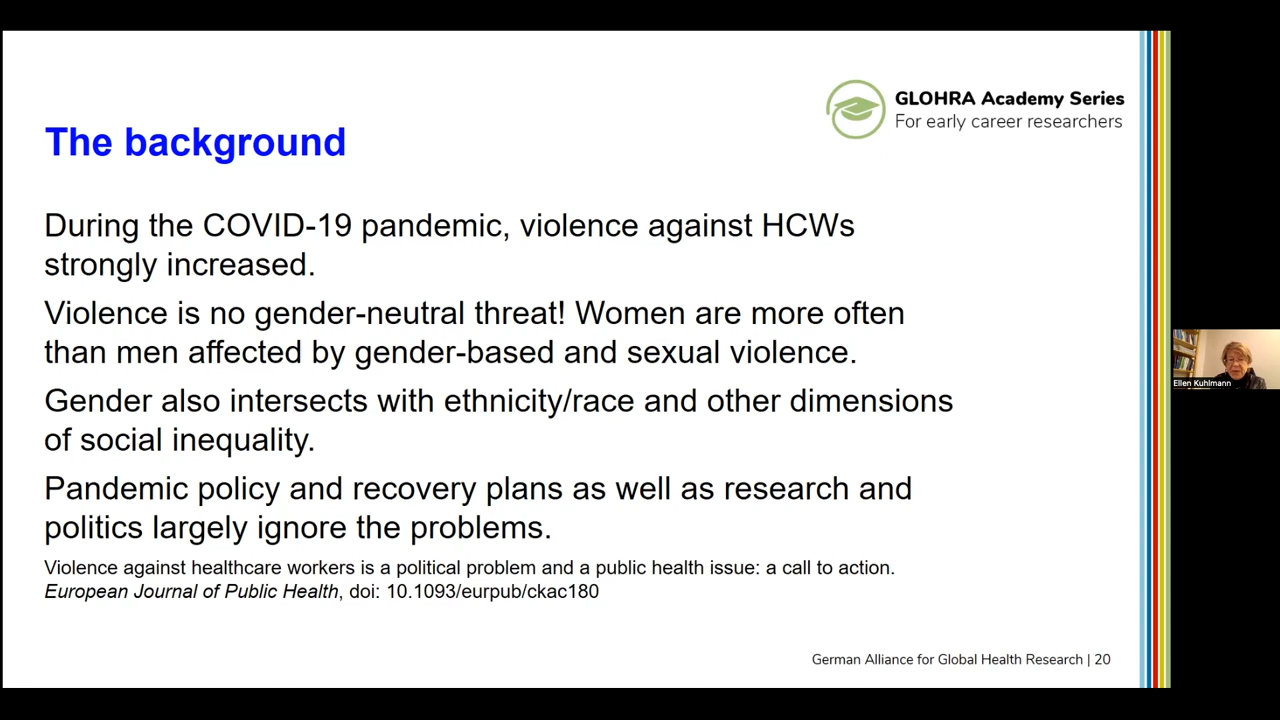 GLOHRA Academy Series
For early career researchers
The background
During the COVID-19 pandemic, violence against HCWs
strongly increased.
Violence is no gender-neutral threat! Women are more often
than men affected by gender-based and sexual violence.
Gender also intersects with ethnicity/race and other dimensions
of social inequality.
Pandemic policy and recovery plans as well as research and
politics largely ignore the problems.
Violence against healthcare workers is a political problem and a public health issue: a call to action.
European Journal of Public Health, doi: 10.1093/eurpub/ckac180
German Alliance for Global Health Research | 20
Ellen Kuhlmann